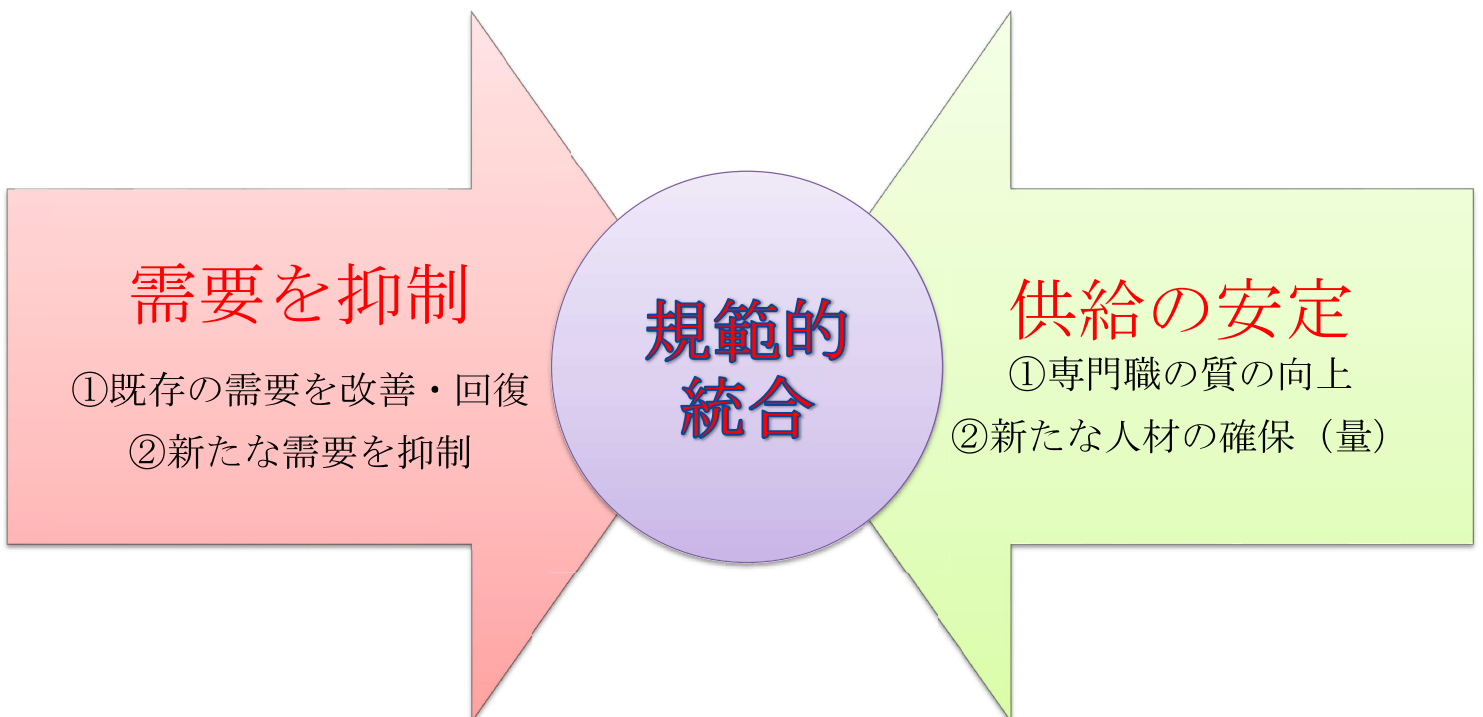 需要を抑制
①既存の需要を改善・回復
②新たな需要を抑制
規範的
統合
供給の安定
①専門職の質の向上
②新たな人材の確保（量）